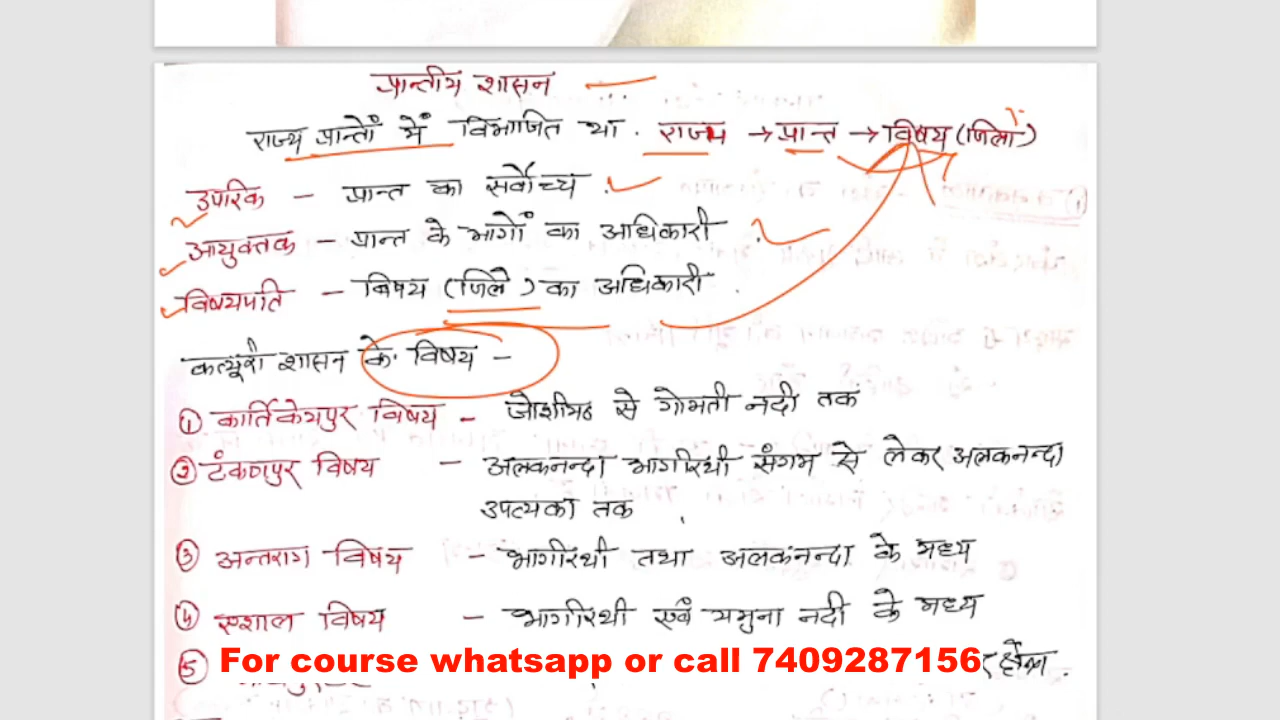 प्रान्तीय शासन
राज्य प्रान्तों में विभाजित था. राज्य → प्रान्त → विषय (जिलों)
उपरिक - प्रान्त का सर्वोच्च .
आयुक्तक - प्रान्त के भागों का अधिकारी .
विषयपति - विषय (जिले) का अधिकारी .
कत्यूरी शासन के विषय -
① कार्तिकेयपुर विषय - जोशीमठ से गोमती नदी तक
② टंकणपुर विषय - अलकनन्दा भागीरथी संगम से लेकर अलकनन्दा
उपत्यका तक
③ अन्तराग विषय - भागीरथी तथा अलकनन्दा के मध्य
④ एशाल विषय - भागीरथी एवं यमुना नदी के मध्य
⑤ For course whatsapp or call 7409287156